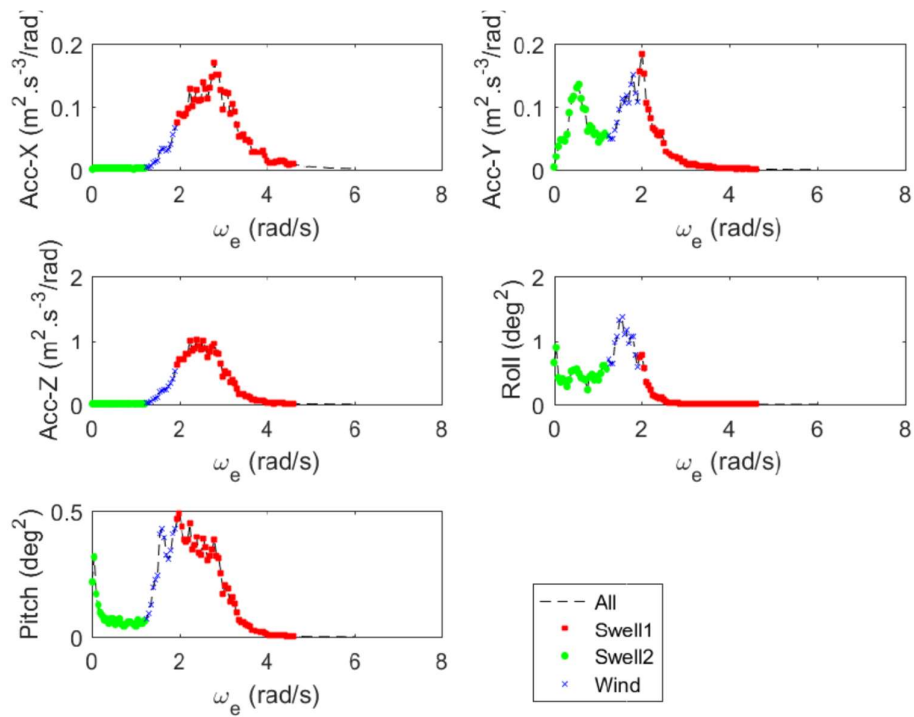 0.2
0.1
0
0 2 4 6 8
Acc-X (m².s⁻³/rad)
ωₑ (rad/s)
0.2
0.1
0
0 2 4 6 8
Acc-Y (m².s⁻³/rad)
ωₑ (rad/s)
2
1
0
0 2 4 6 8
Acc-Z (m².s⁻³/rad)
ωₑ (rad/s)
2
1
0
0 2 4 6 8
Roll (deg²)
ωₑ (rad/s)
0.5
0
0 2 4 6 8
Pitch (deg²)
ωₑ (rad/s)
All
Swell1
Swell2
Wind